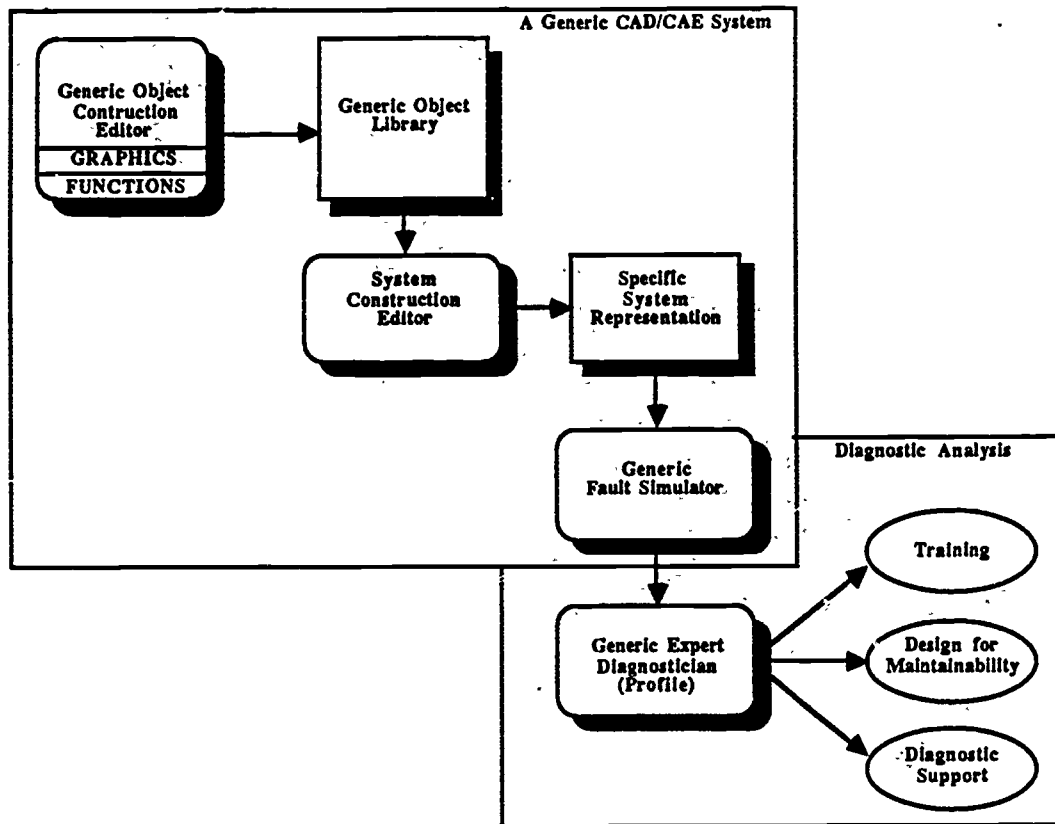 A Generic CAD/CAE System
Generic Object
Contruction
Editor
GRAPHICS
FUNCTIONS
Generic Object
Library
System
Construction
Editor
Specific
System
Representation
Generic
Fault Simulator
Diagnostic Analysis
Generic Expert
Diagnostician
(Profile)
Training
Design for
Maintainability
Diagnostic
Support